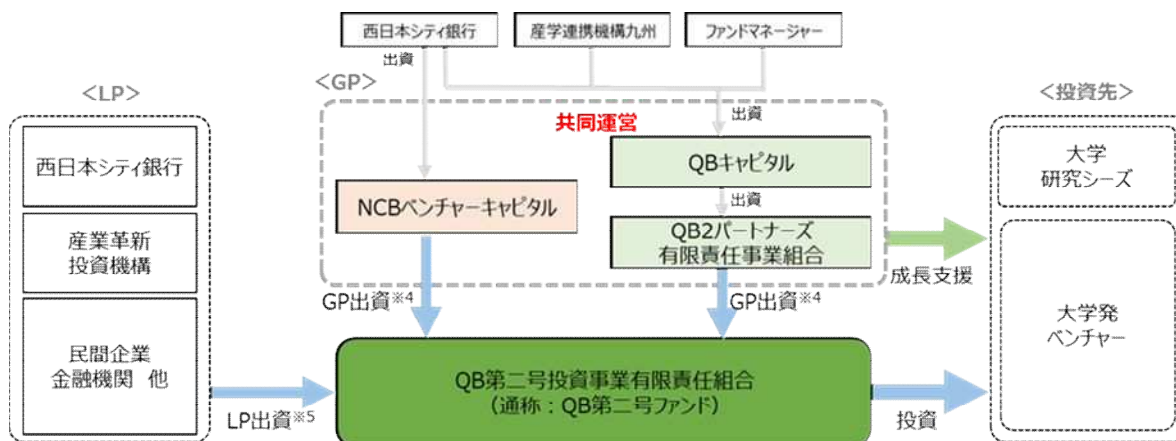 西日本シティ銀行
産学連携機構九州
ファンドマネージャー
出資
<GP>
<LP>
<投資先>
共同運営
出資
西日本シティ銀行
QBキャピタル
大学
研究シーズ
出資
NCBベンチャーキャピタル
産業革新
投資機構
QB2パートナーズ
有限責任事業組合
成長支援
GP出資※4
GP出資※4
大学発
ベンチャー
民間企業
金融機関 他
QB第二号投資事業有限責任組合
(通称：QB第二号ファンド)
LP出資※5
投資